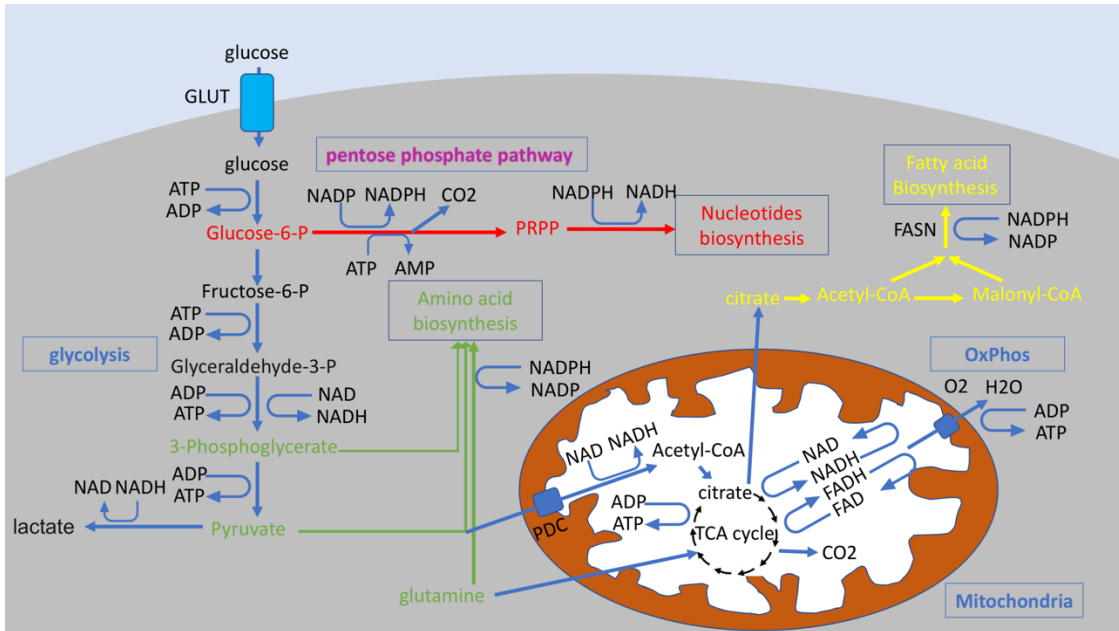 glucose
GLUT
glucose
pentose phosphate pathway
Fatty acid
Biosynthesis
ATP
ADP
NADP NADPH CO2
NADPH NADH
Glucose-6-P
PRPP
Nucleotides
biosynthesis
FASN
NADPH
NADP
ATP AMP
Fructose-6-P
Amino acid
biosynthesis
citrate
Acetyl-CoA
Malonyl-CoA
ATP
ADP
glycolysis
Glyceraldehyde-3-P
OxPhos
NADPH
NADP
O2 H2O
ADP
ATP
ADP
ATP
NAD
NADH
3-Phosphoglycerate
NAD NADH
Acetyl-CoA
NAD
NADH
FADH
FAD
ADP
ATP
citrate
ADP
ATP
NAD NADH
lactate
Pyruvate
PDC
TCA cycle
CO2
glutamine
Mitochondria